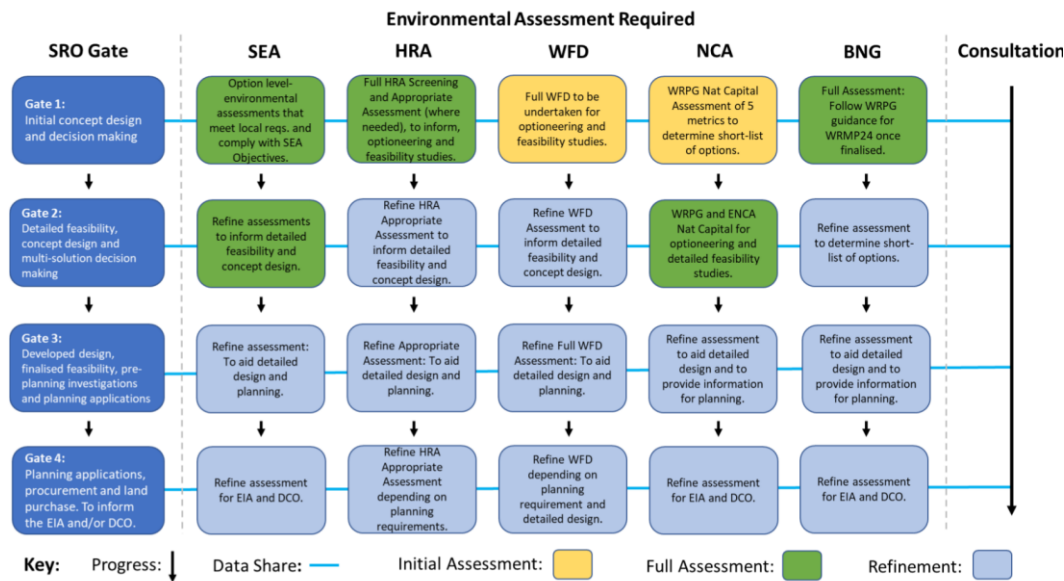 Environmental Assessment Required
SRO Gate
SEA
HRA
WFD
NCA
BNG
Consultation
Gate 1:
Initial concept
design and
decision making
Option level-
environmental
assessments that
meet local reqs. and
comply with SEA
Objectives.
Full HRA Screening
and Appropriate
Assessment (where
needed), to inform,
optioneering and
feasibility studies.
Full WFD to be
undertaken for
optioneering and
feasibility studies.
WRPG Nat Capital
Assessment of 5
metrics to
determine short-list
of options.
Full Assessment:
Follow WRPG
guidance for
WRMP24 once
finalised.
Gate 2:
Detailed feasibility,
concept design and
multi-solution decision
making
Refine assessments
to inform detailed
feasibility and
concept design.
Refine HRA
Appropriate
Assessment to
inform detailed
feasibility and
concept design.
Refine WFD
Assessment to
inform detailed
feasibility and
concept design.
WRPG and ENCA
Nat Capital for
optioneering and
detailed feasibility
studies.
Refine assessment
to determine short-
list of options.
Gate 3:
Developed design,
finalised feasibility, pre-
planning investigations
and planning applications
Refine assessment:
To aid detailed
design and
planning.
Refine Appropriate
Assessment: To aid
detailed design and
planning.
Refine Full WFD
Assessment: To aid
detailed design and
planning.
Refine assessment
to aid detailed
design and to
provide information
for planning.
Refine assessment
to aid detailed
design and to
provide information
for planning.
Gate 4:
Planning applications,
procurement and land
purchase. To inform
the EIA and/or DCO.
Refine assessment
for EIA and DCO.
Refine HRA
Appropriate
Assessment
depending on
planning
requirements.
Refine WFD
depending on
planning
requirement and
detailed design.
Refine assessment
for EIA and DCO.
Refine assessment
for EIA and DCO.
Key:
Progress:
Data Share:
Initial Assessment:
Full Assessment:
Refinement: